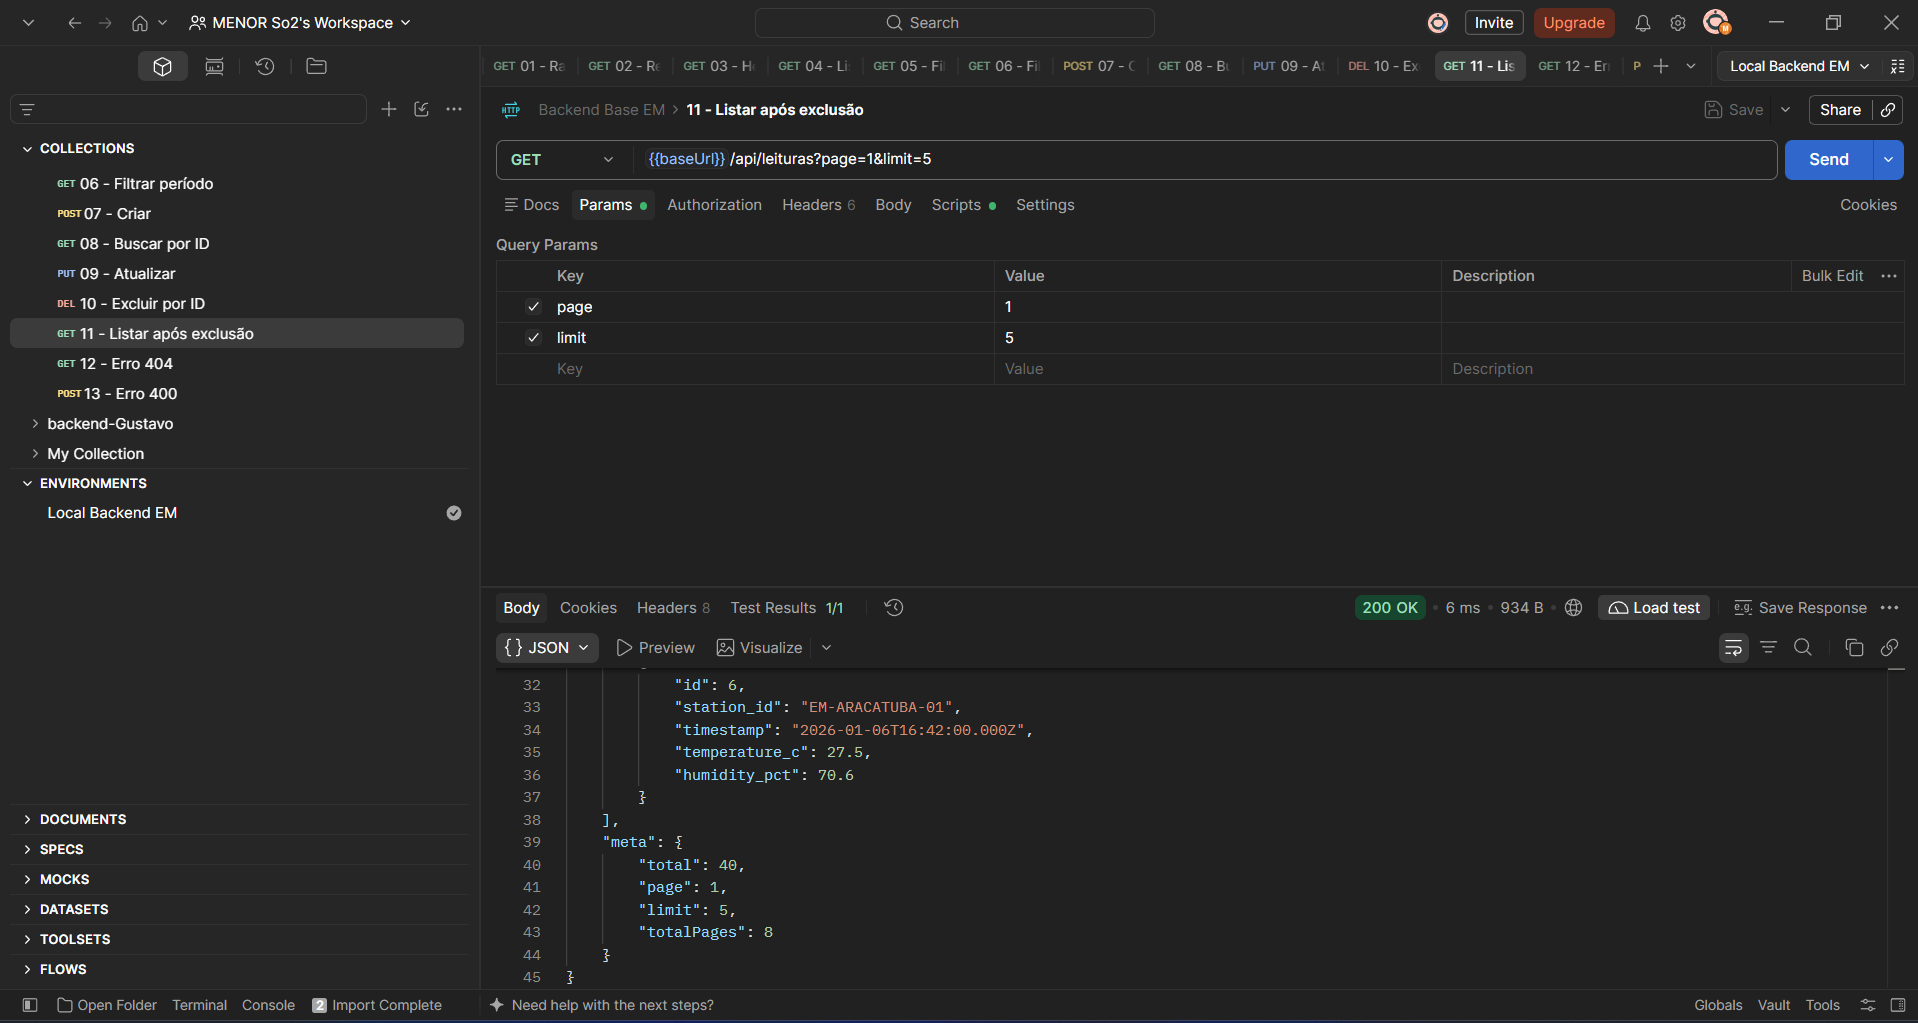 MENOR So2's Workspace
Search
Invite
Upgrade
GET 01 - Ra
GET 02 - Re
GET 03 - H
GET 04 - Li
GET 05 - Fi
GET 06 - Fi
POST 07 - C
GET 08 - Bu
PUT 09 - At
DEL 10 - Ex
GET 11 - Lis
GET 12 - Er
P
Local Backend EM
HTTP
Backend Base EM > 11 - Listar após exclusão
Save
Share
COLLECTIONS
GET 06 - Filtrar período
POST 07 - Criar
GET 08 - Buscar por ID
PUT 09 - Atualizar
DEL 10 - Excluir por ID
GET 11 - Listar após exclusão
GET 12 - Erro 404
POST 13 - Erro 400
backend-Gustavo
My Collection
ENVIRONMENTS
Local Backend EM
DOCUMENTS
SPECS
MOCKS
DATASETS
TOOLSETS
FLOWS
GET
{{baseUrl}} /api/leituras?page=1&limit=5
Send
Docs
Params
Authorization
Headers 6
Body
Scripts
Settings
Cookies
Query Params
Key Value Description Bulk Edit
page 1
limit 5
Key Value Description
Body
Cookies
Headers 8
Test Results 1/1
200 OK
6 ms
934 B
Load test
e.g. Save Response
{} JSON
Preview
Visualize
32 "id": 6,
33 "station_id": "EM-ARACATUBA-01",
34 "timestamp": "2026-01-06T16:42:00.000Z",
35 "temperature_c": 27.5,
36 "humidity_pct": 70.6
37 }
38 ],
39 "meta": {
40 "total": 40,
41 "page": 1,
42 "limit": 5,
43 "totalPages": 8
44 }
45 }
Open Folder
Terminal
Console
2 Import Complete
Need help with the next steps?
Globals
Vault
Tools